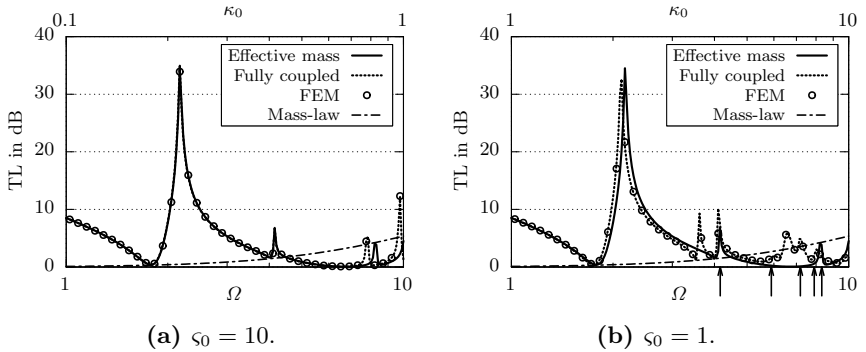 κ₀
0.1 1
40
30
20
10
0
TL in dB
Effective mass
Fully coupled
FEM
Mass-law
1 10
Ω
(a) ς₀ = 10.
κ₀
1 10
40
30
20
10
0
TL in dB
Effective mass
Fully coupled
FEM
Mass-law
1 10
Ω
(b) ς₀ = 1.